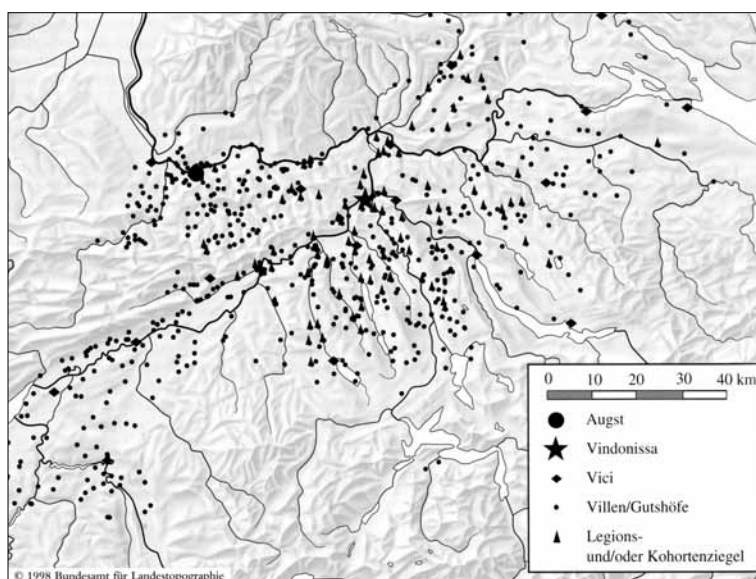 0 10 20 30 40 km
Augst
Vindonissa
Vici
Villen/Gutshöfe
Legions-
und/oder Kohortenziegel
© 1998 Bundesamt für Landestopographie